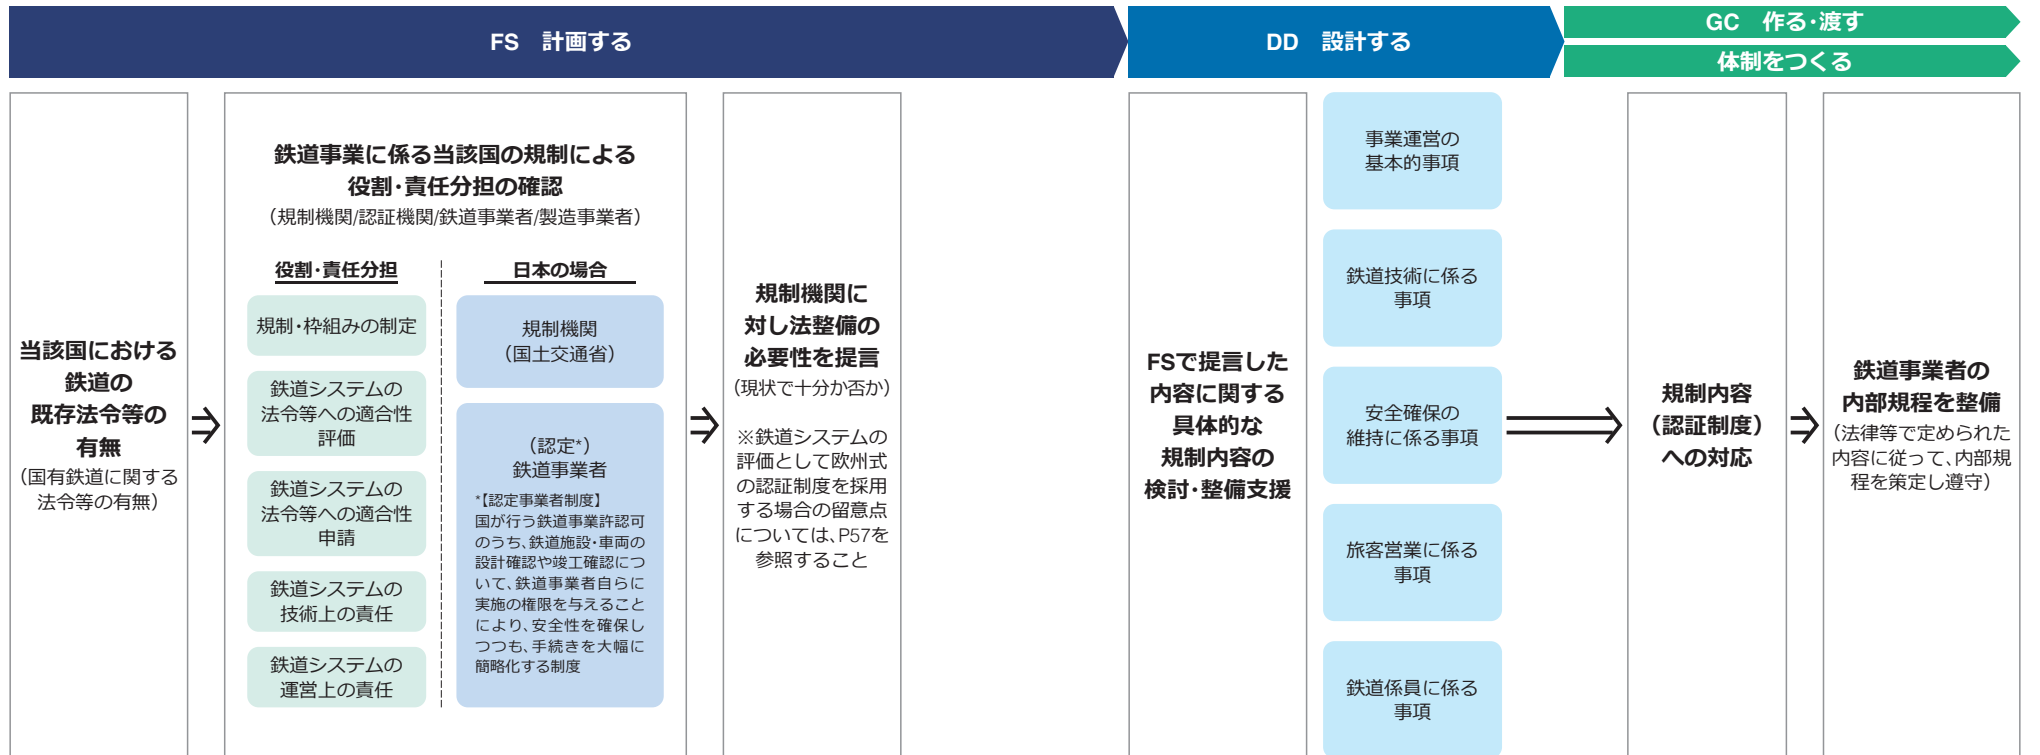 FS 計画する
DD 設計する
GC 作る・渡す
体制をつくる
当該国における
鉄道の
既存法令等の
有無
（国有鉄道に関する
法令等の有無）
鉄道事業に係る当該国の規制による
役割・責任分担の確認
（規制機関/認証機関/鉄道事業者/製造事業者）
役割・責任分担
規制・枠組みの制定
鉄道システムの
法令等への適合性
評価
鉄道システムの
法令等への適合性
申請
鉄道システムの
技術上の責任
鉄道システムの
運営上の責任
日本の場合
規制機関
（国土交通省）
（認定*）
鉄道事業者
*【認定事業者制度】
国が行う鉄道事業許認可
のうち、鉄道施設・車両の
設計確認や竣工確認につ
いて、鉄道事業者自らに
実施の権限を与えること
により、安全性を確保し
つつも、手続きを大幅に
簡略化する制度
規制機関に
対し法整備の
必要性を提言
（現状で十分か否か）
※鉄道システムの
評価として欧州式
の認証制度を採用
する場合の留意点
については、P57を
参照すること
FSで提言した
内容に関する
具体的な
規制内容の
検討・整備支援
事業運営の
基本的事項
鉄道技術に係る
事項
安全確保の
維持に係る事項
旅客営業に係る
事項
鉄道係員に係る
事項
規制内容
（認証制度）
への対応
鉄道事業者の
内部規程を整備
（法律等で定められた
内容に従って、内部規
程を策定し遵守）